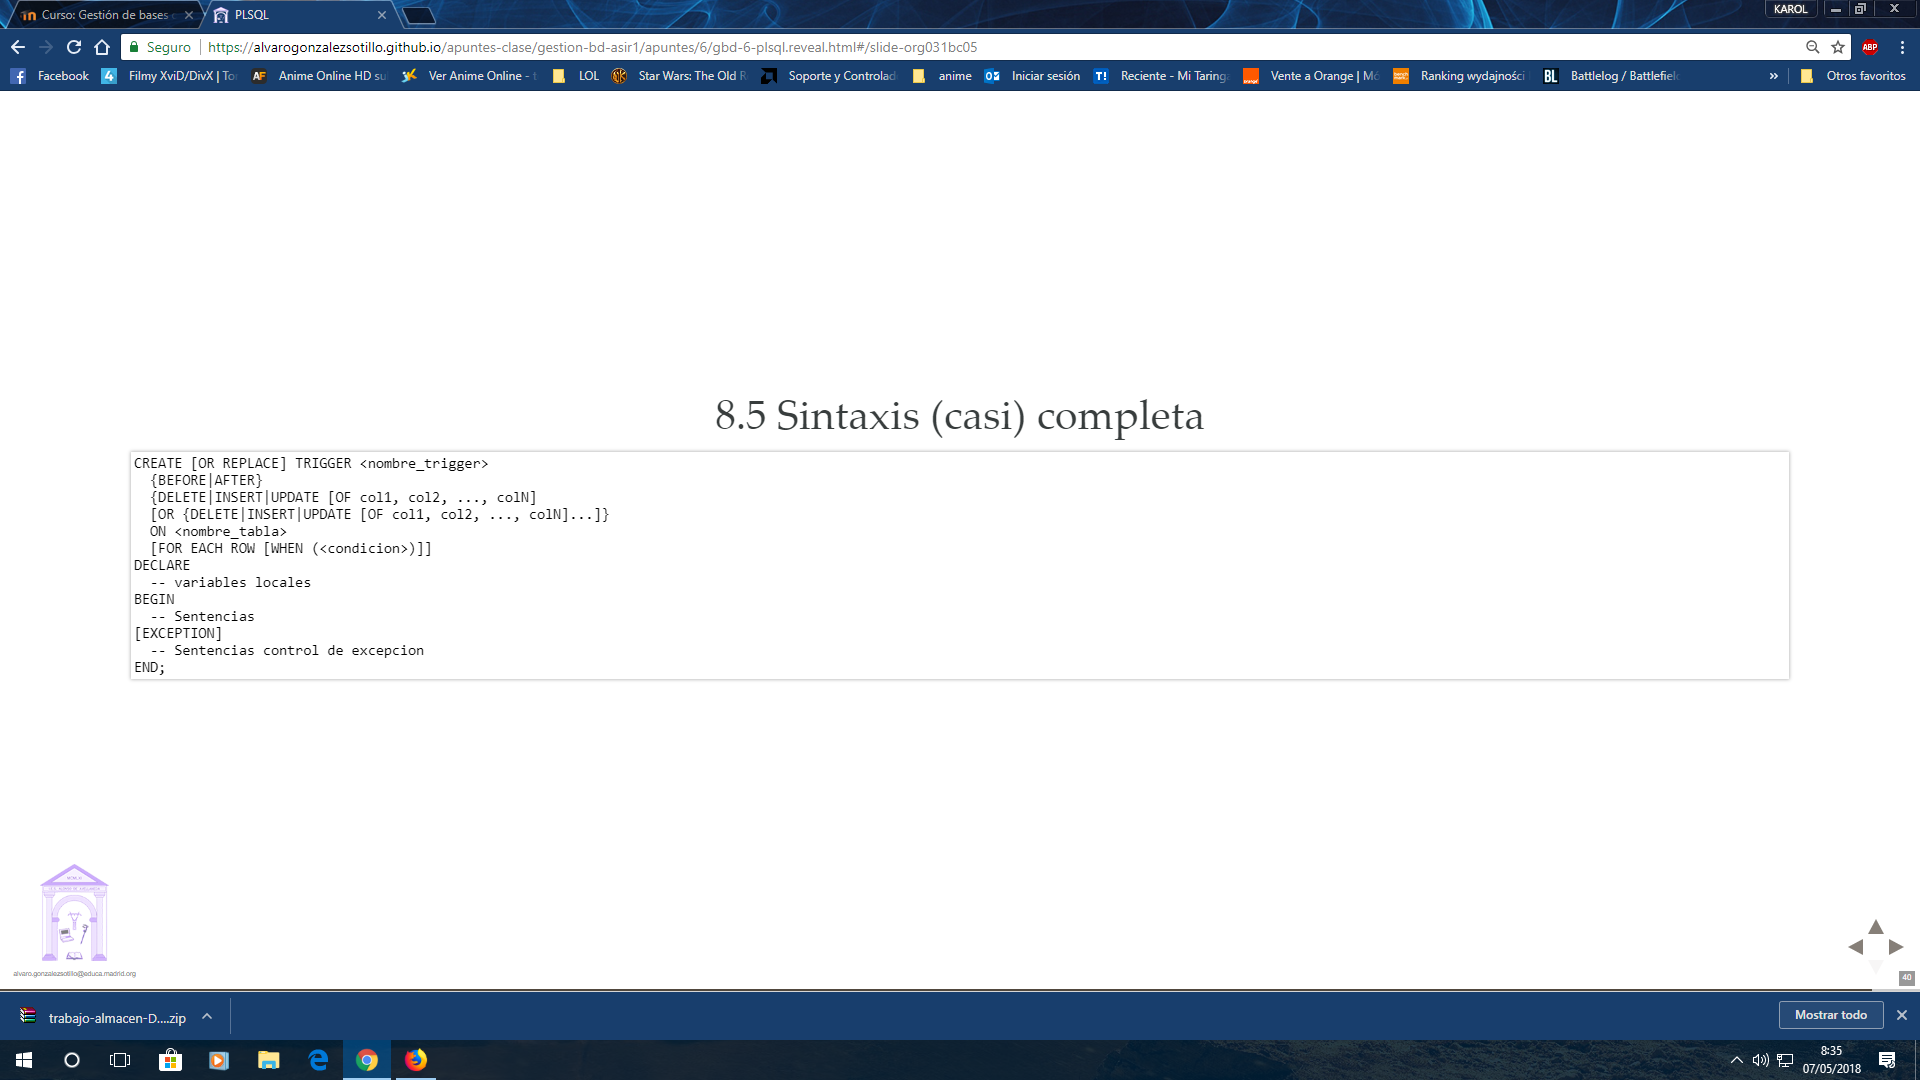 Curso: Gestión de bases
PLSQL
KAROL
Seguro
https://alvarogonzalezsotillo.github.io/apuntes-clase/gestion-bd-asir1/apuntes/6/gbd-6-plsql.reveal.html#/slide-org031bc05
ABP
Facebook
Filmy XviD/DivX | To
Anime Online HD su
Ver Anime Online -
LOL
Star Wars: The Old R
Soporte y Controlad
anime
Iniciar sesión
Reciente - Mi Taring
Vente a Orange | Mó
Ranking wydajności
Battlelog / Battlefiel
»
Otros favoritos
8.5 Sintaxis (casi) completa
CREATE [OR REPLACE] TRIGGER <nombre_trigger>
{BEFORE|AFTER}
{DELETE|INSERT|UPDATE [OF col1, col2, ..., colN]
[OR {DELETE|INSERT|UPDATE [OF col1, col2, ..., colN]...]}
ON <nombre_tabla>
[FOR EACH ROW [WHEN (<condicion>)]]
DECLARE
-- variables locales
BEGIN
-- Sentencias
[EXCEPTION]
-- Sentencias control de excepcion
END;
alvaro.gonzalezsotillo@educa.madrid.org
40
trabajo-almacen-D....zip
Mostrar todo
8:35
07/05/2018